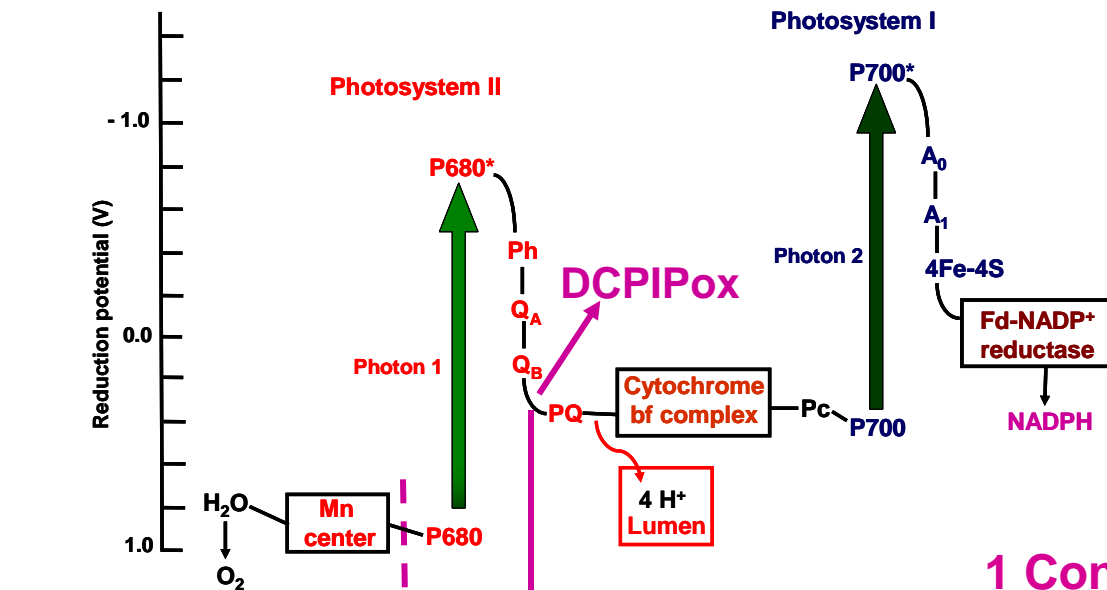 Photosystem I
Photosystem II
P700*
- 1.0
P680*
A0
A1
Reduction potential (V)
Ph
Photon 2
4Fe-4S
DCPIPox
QA
0.0
Fd-NADP+
reductase
Photon 1
QB
Cytochrome
bf complex
PQ
Pc
P700
NADPH
H2O
Mn
center
4 H+
Lumen
P680
1.0
O2
1 Con